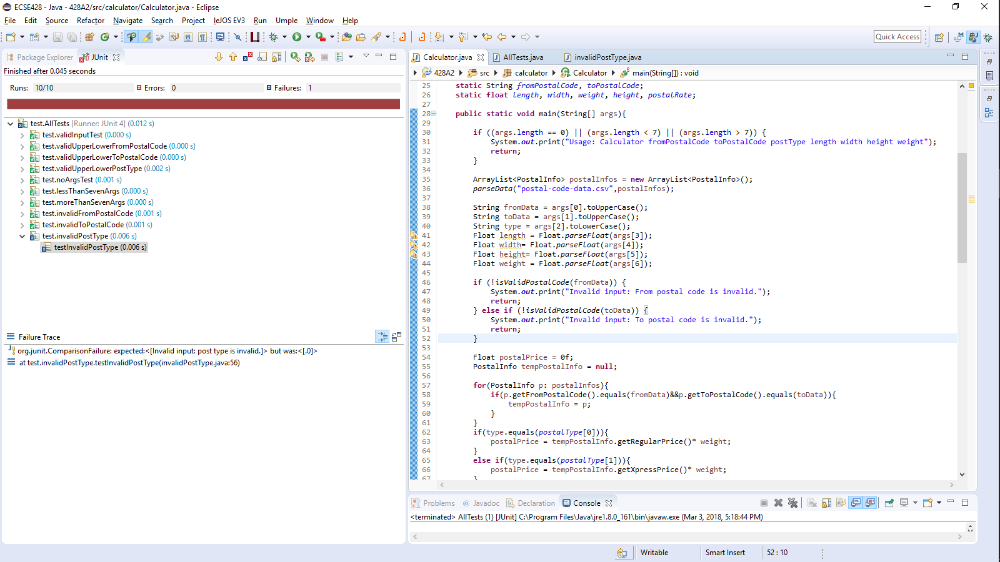 ECSE428 - Java - 428A2/src/calculator/Calculator.java - Eclipse
File Edit Source Refactor Navigate Search Project leJOS EV3 Run Umple Window Help
Quick Access
Package Explorer JUnit
Finished after 0.045 seconds
Runs: 10/10 Errors: 0 Failures: 1
test.AllTests [Runner: JUnit 4] (0.012 s)
test.validInputTest (0.000 s)
test.validUpperLowerFromPostalCode (0.000 s)
test.validUpperLowerToPostalCode (0.000 s)
test.validUpperLowerPostType (0.002 s)
test.noArgsTest (0.001 s)
test.lessThanSevenArgs (0.000 s)
test.moreThanSevenArgs (0.000 s)
test.invalidFromPostalCode (0.001 s)
test.invalidToPostalCode (0.001 s)
test.invalidPostType (0.006 s)
testInvalidPostType (0.006 s)
Failure Trace
org.junit.ComparisonFailure: expected:<[Invalid input: post type is invalid.]> but was:<[.0]>
at test.invalidPostType.testInvalidPostType(invalidPostType.java:56)
Calculator.java AllTests.java invalidPostType.java
428A2 src calculator Calculator main(String[]) : void
25 static String fromPostalCode, toPostalCode;
26 static float length, width, weight, height, postalRate;
27
28 public static void main(String[] args){
29
30 if ((args.length == 0) || (args.length < 7) || (args.length > 7)) {
31 System.out.print("Usage: Calculator fromPostalCode toPostalCode postType length width height weight");
32 return;
33 }
34
35 ArrayList<PostalInfo> postalInfos = new ArrayList<PostalInfo>();
36 parseData("postal-code-data.csv",postalInfos);
37
38 String fromData = args[0].toUpperCase();
39 String toData = args[1].toUpperCase();
40 String type = args[2].toLowerCase();
41 Float length = Float.parseFloat(args[3]);
42 Float width= Float.parseFloat(args[4]);
43 Float height= Float.parseFloat(args[5]);
44 Float weight = Float.parseFloat(args[6]);
45
46 if (!isValidPostalCode(fromData)) {
47 System.out.print("Invalid input: From postal code is invalid.");
48 return;
49 } else if (!isValidPostalCode(toData)) {
50 System.out.print("Invalid input: To postal code is invalid.");
51 return;
52 }
53
54 Float postalPrice = 0f;
55 PostalInfo tempPostalInfo = null;
56
57 for(PostalInfo p: postalInfos){
58 if(p.getFromPostalCode().equals(fromData)&&p.getToPostalCode().equals(toData)){
59 tempPostalInfo = p;
60 }
61 }
62 if(type.equals(postalType[0])){
63 postalPrice = tempPostalInfo.getRegularPrice()* weight;
64 }
65 else if(type.equals(postalType[1])){
66 postalPrice = tempPostalInfo.getXpressPrice()* weight;
67 }
Problems @ Javadoc Declaration Console
<terminated> AllTests (1) [JUnit] C:\Program Files\Java\jre1.8.0_161\bin\javaw.exe (Mar 3, 2018, 5:18:44 PM)
Writable Smart Insert 52 : 10